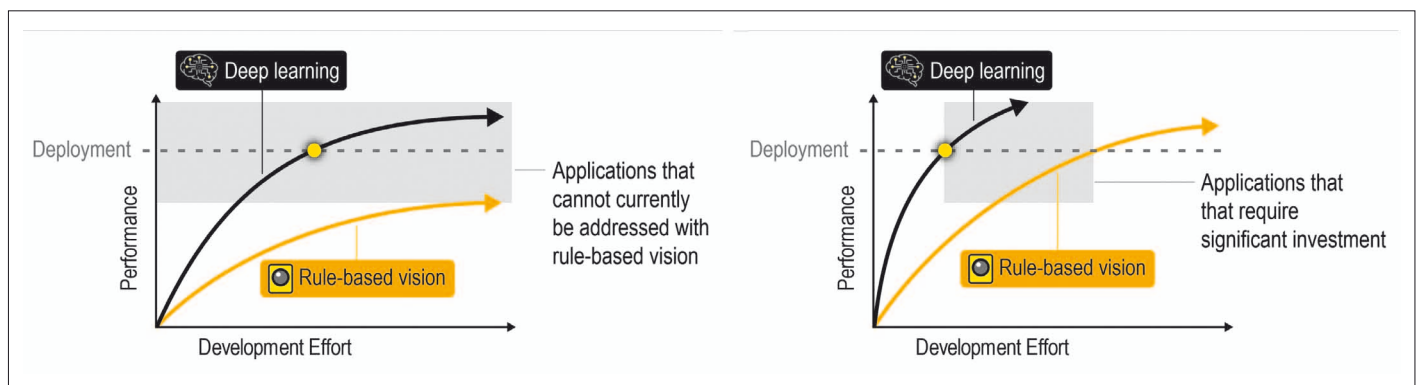 Deep learning
Deployment
Performance
Applications that
cannot currently
be addressed with
rule-based vision
Rule-based vision
Development Effort
Deep learning
Deployment
Performance
Applications that
that require
significant investment
Rule-based vision
Development Effort